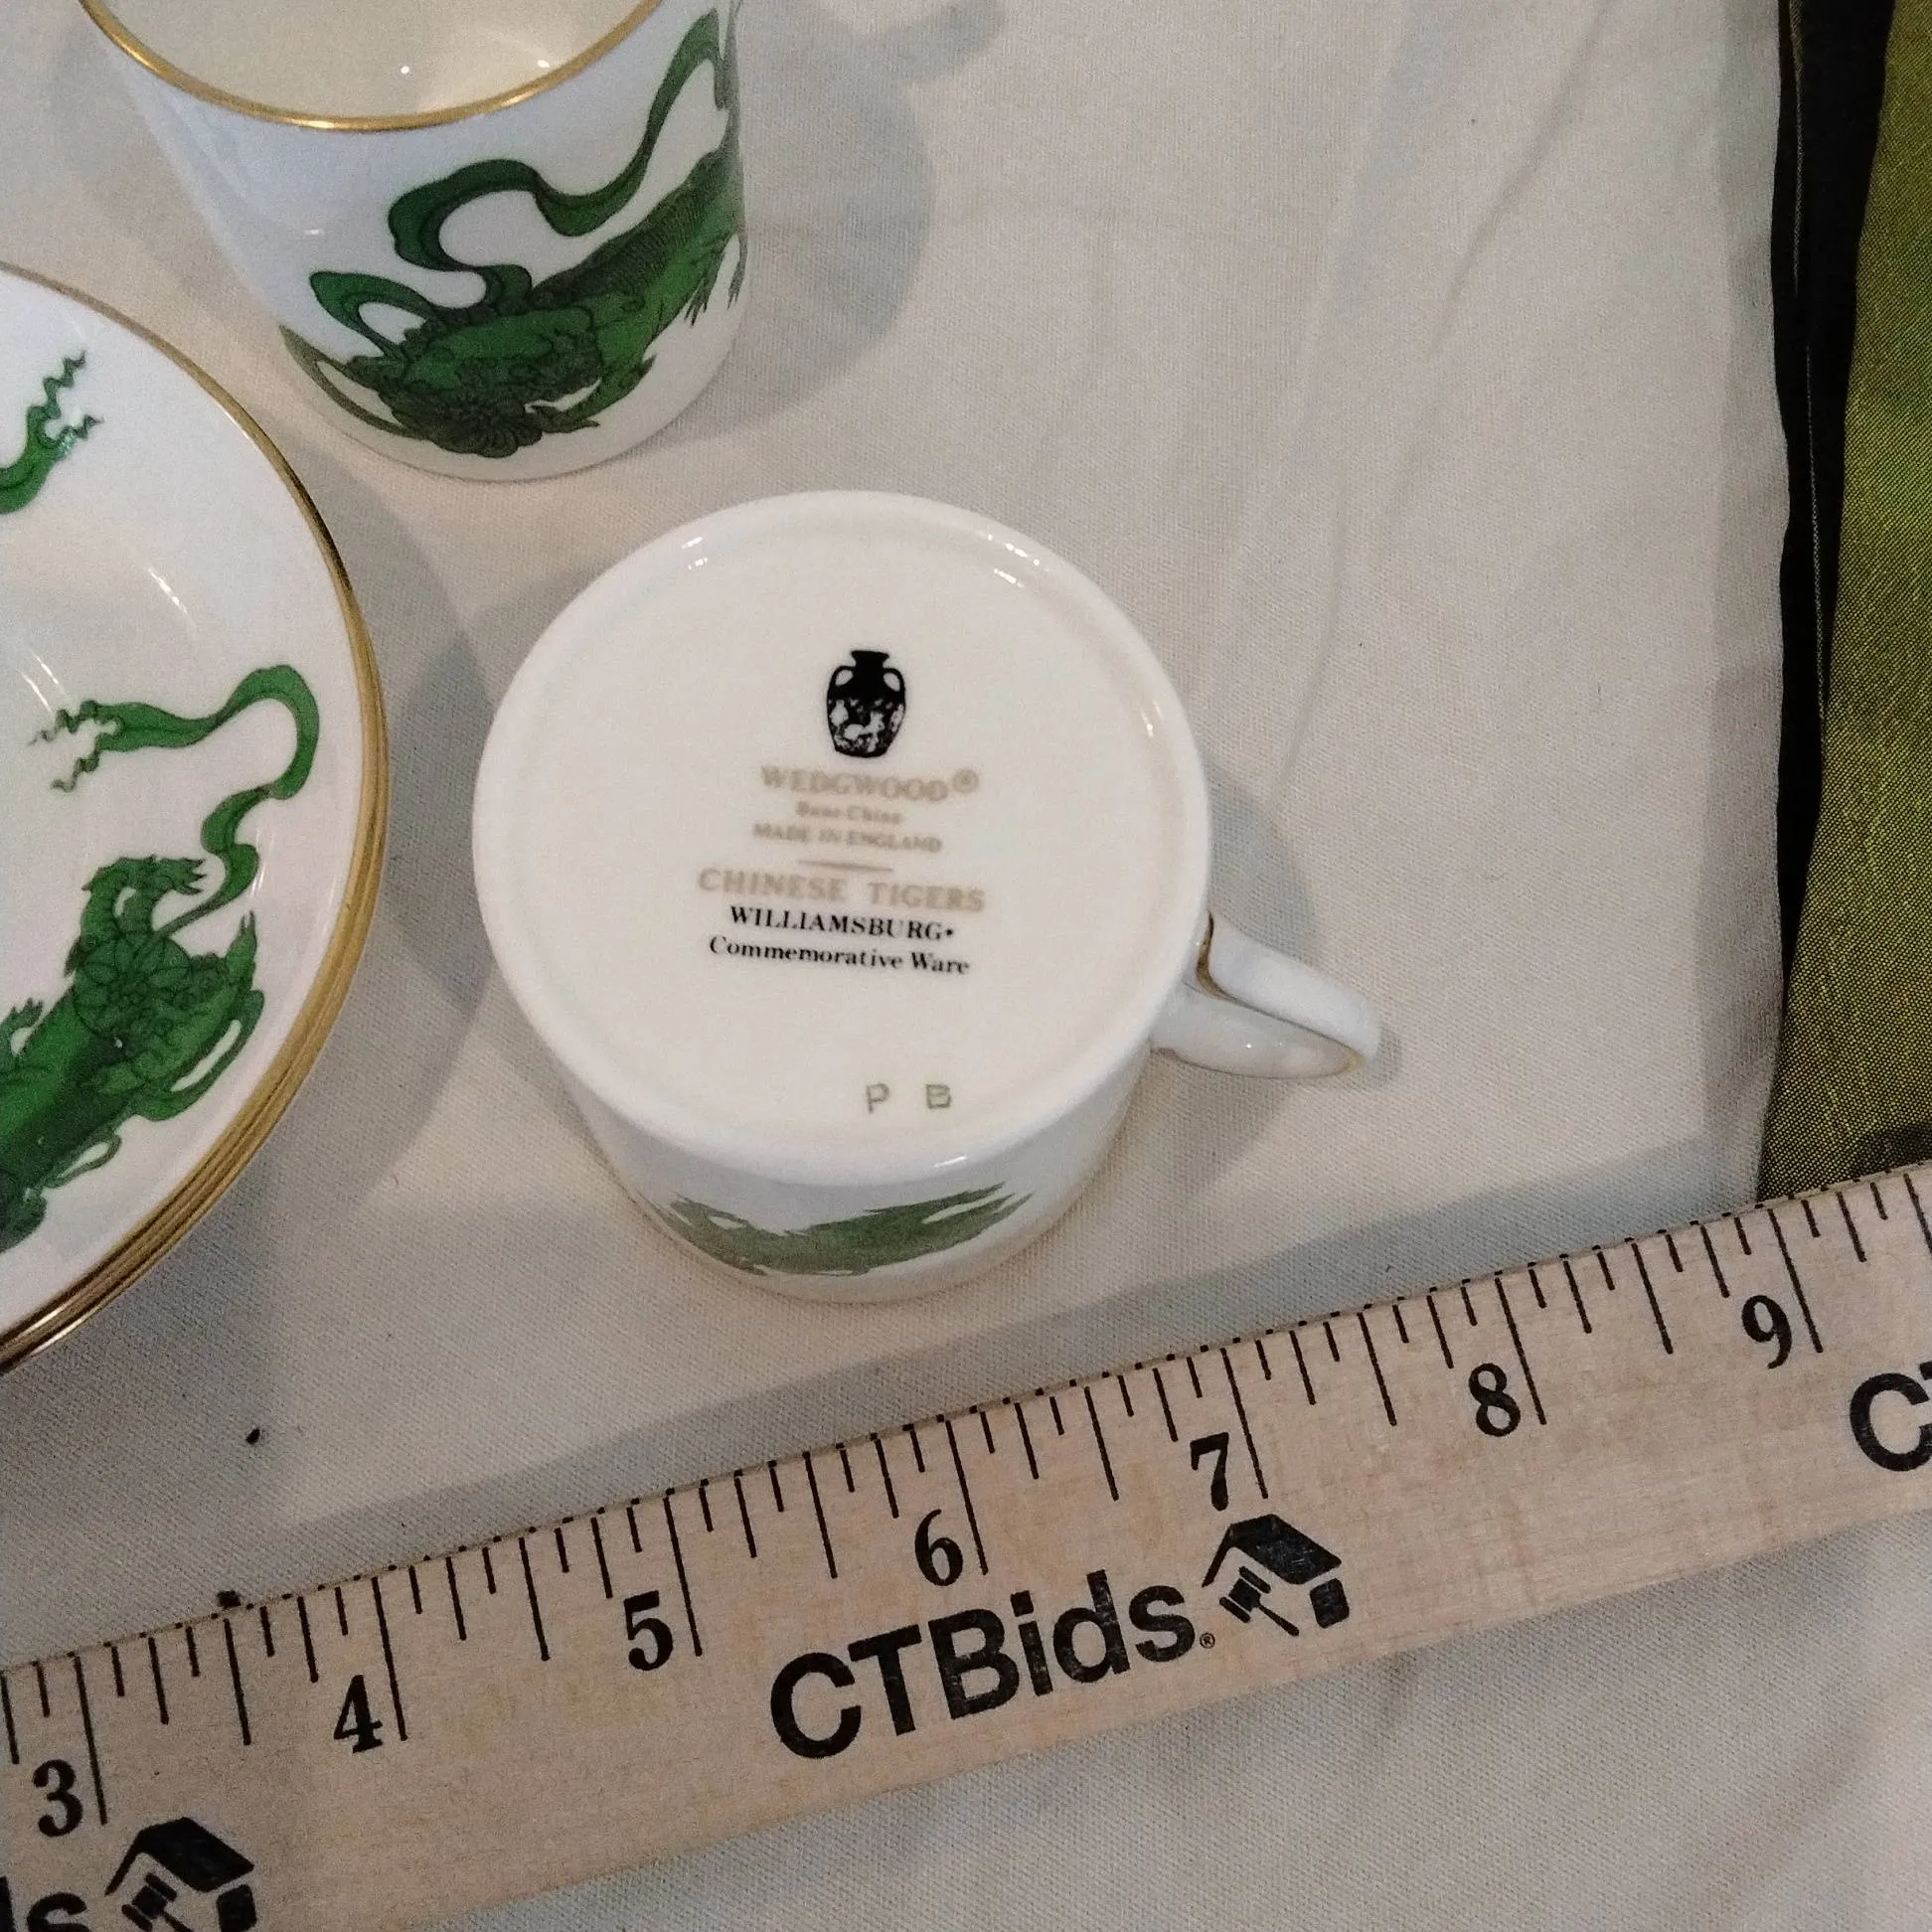 WEDGWOOD®
Bone China
MADE IN ENGLAND
CHINESE TIGERS
WILLIAMSBURG•
Commemorative Ware
P B
3 4 5 6 7 8 9
CTBids®